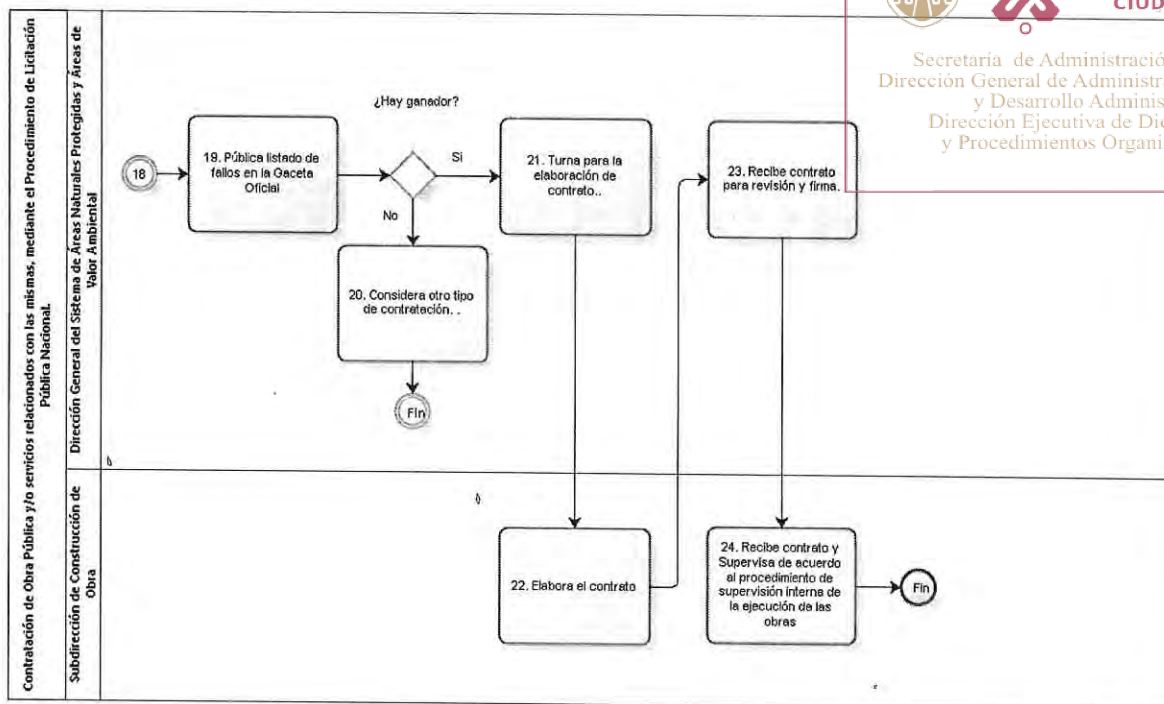 CIUD
Secretaría de Administració
Dirección General de Administr
y Desarrollo Adminis
Dirección Ejecutiva de Di
y Procedimientos Organi
Contratación de Obra Pública y/o servicios relacionados con las mismas, mediante el Procedimiento de Licitación
Pública Nacional.
Dirección General del Sistema de Áreas Naturales Protegidas y Áreas de
Valor Ambiental
18
19. Pública listado de
fallos en la Gaceta
Oficial
¿Hay ganador?
Si
No
20. Considera otro tipo
de contratación. .
Fin
21. Turna para la
elaboración de
contrato..
23. Recibe contrato
para revisión y firma.
Subdirección de Construcción de
Obra
22. Elabora el contrato
24. Recibe contrato y
Supervisa de acuerdo
al procedimiento de
supervisión interna de
la ejecución de las
obras
Fin